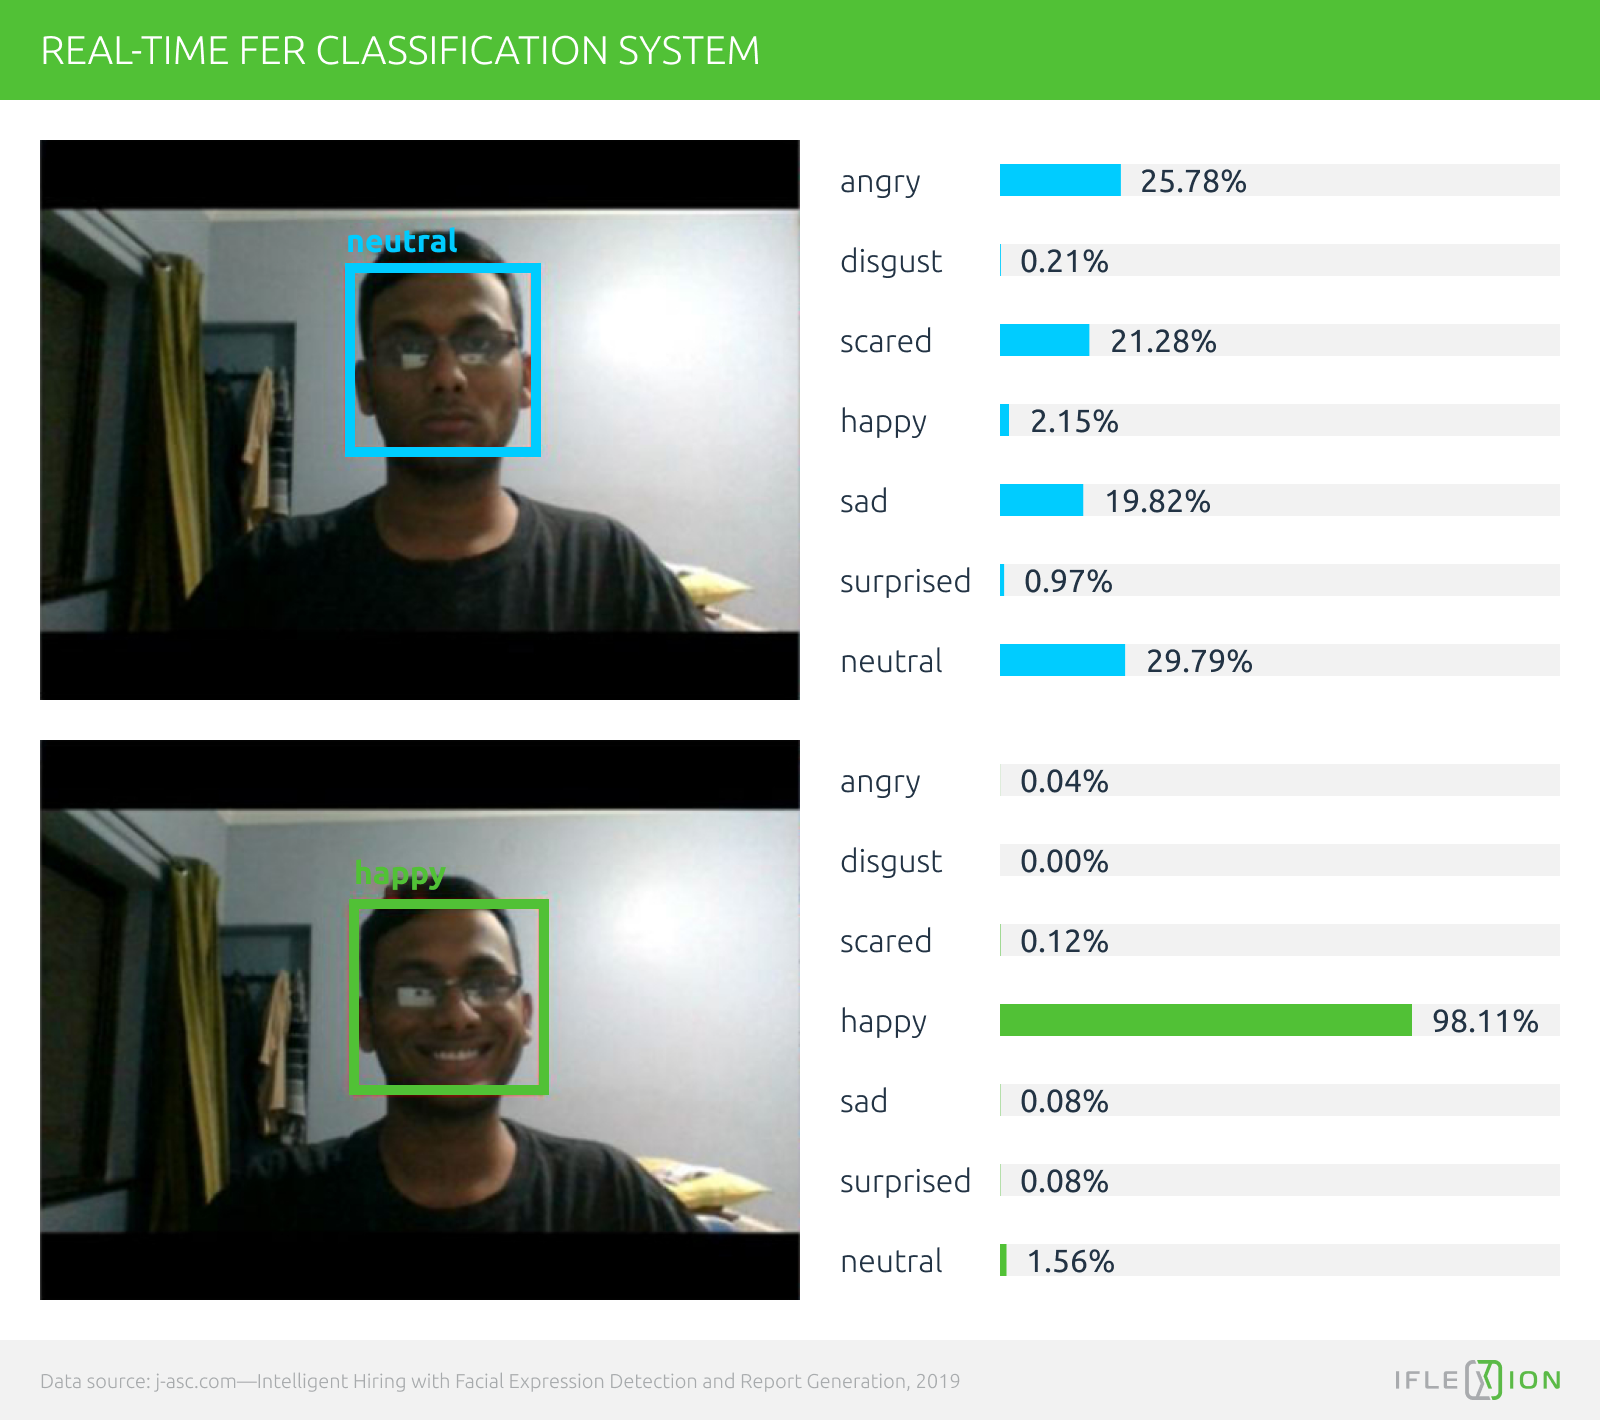 REAL-TIME FER CLASSIFICATION SYSTEM
neutral
angry 25.78%
disgust 0.21%
scared 21.28%
happy 2.15%
sad 19.82%
surprised 0.97%
neutral 29.79%
happy
angry 0.04%
disgust 0.00%
scared 0.12%
happy 98.11%
sad 0.08%
surprised 0.08%
neutral 1.56%
Data source: j-asc.com—Intelligent Hiring with Facial Expression Detection and Report Generation, 2019
IFLEXION